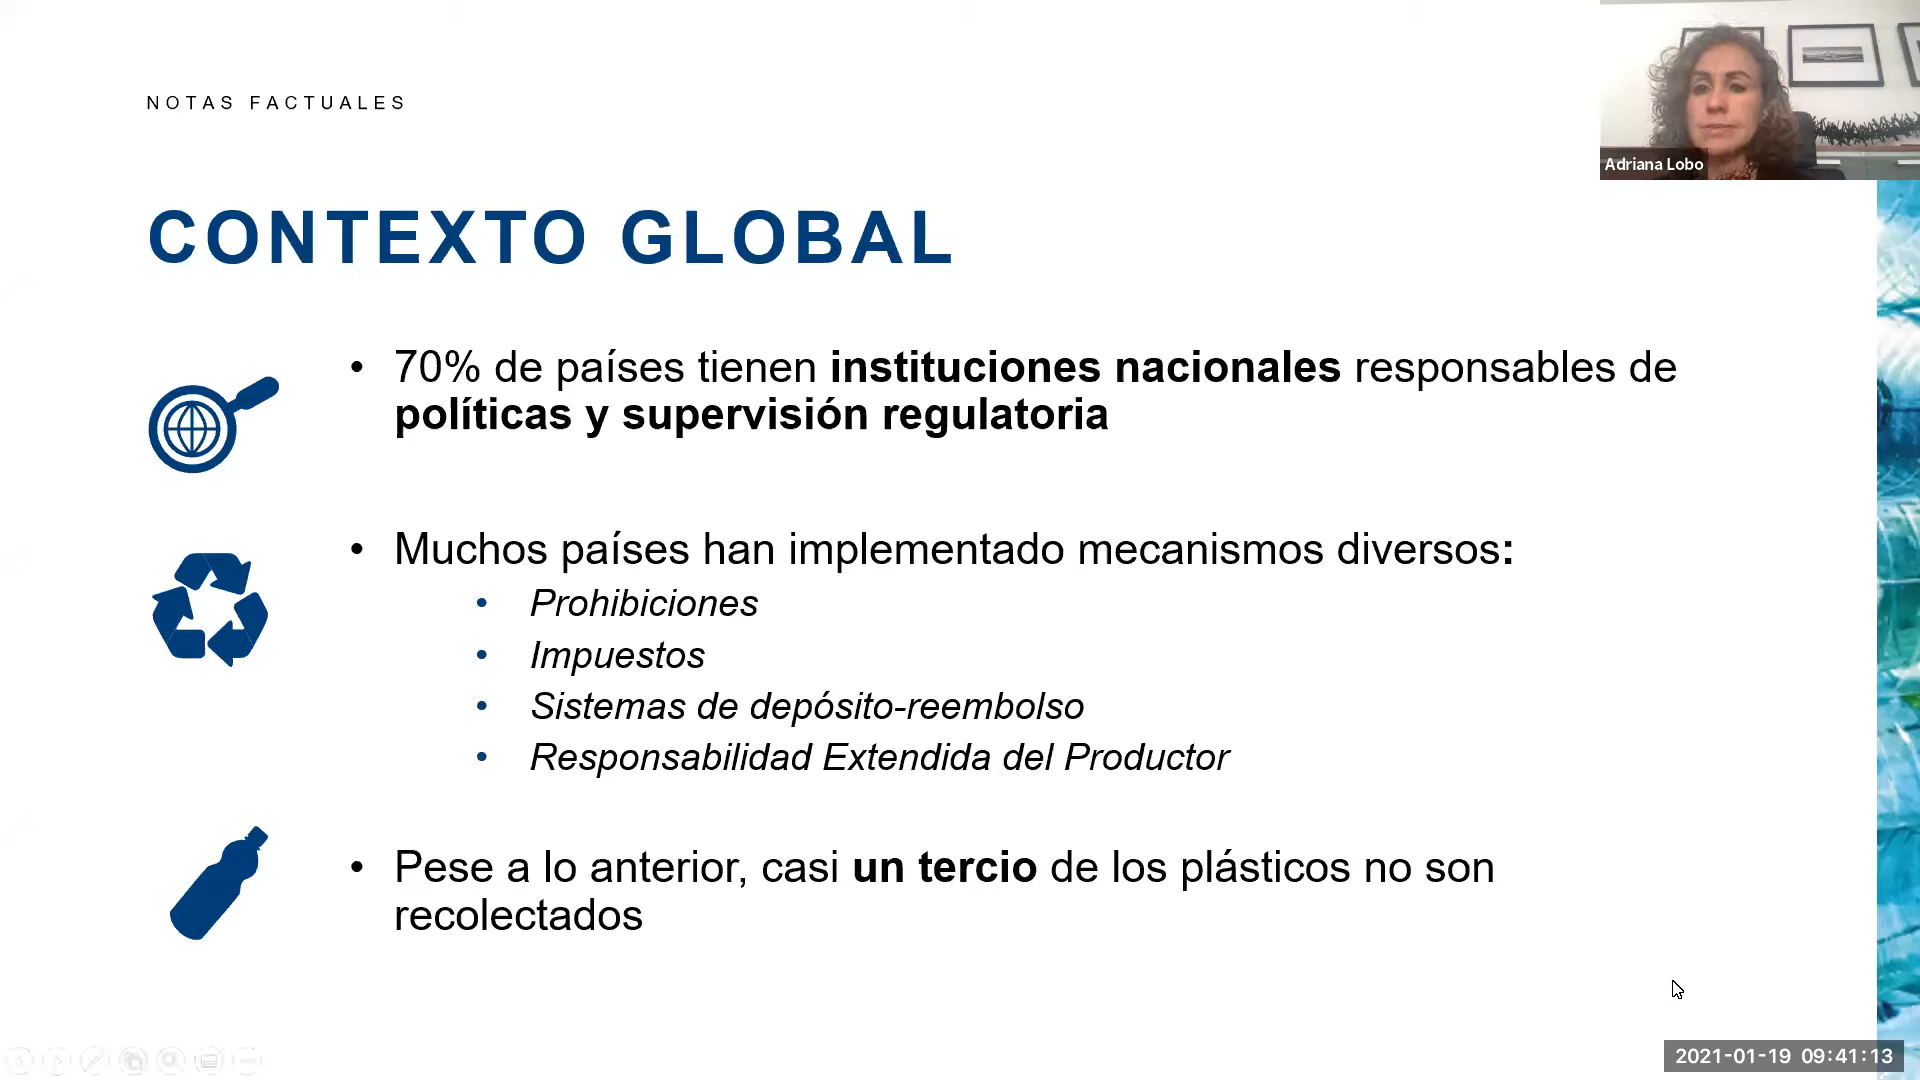 NOTAS FACTUALES
Adriana Lobo
CONTEXTO GLOBAL
• 70% de países tienen instituciones nacionales responsables de
políticas y supervisión regulatoria
• Muchos países han implementado mecanismos diversos:
• Prohibiciones
• Impuestos
• Sistemas de depósito-reembolso
• Responsabilidad Extendida del Productor
• Pese a lo anterior, casi un tercio de los plásticos no son
recolectados
2021-01-19 09:41:13